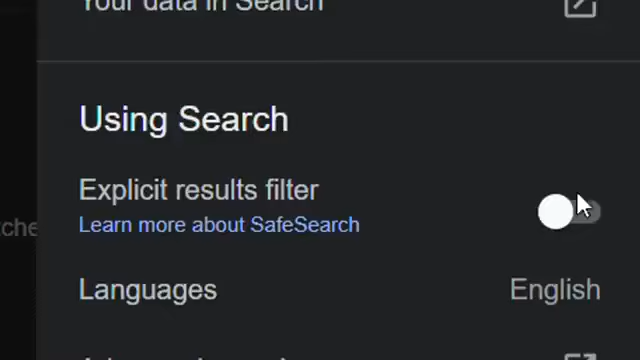 Your data in Search
Using Search
Explicit results filter
Learn more about SafeSearch
Languages
English